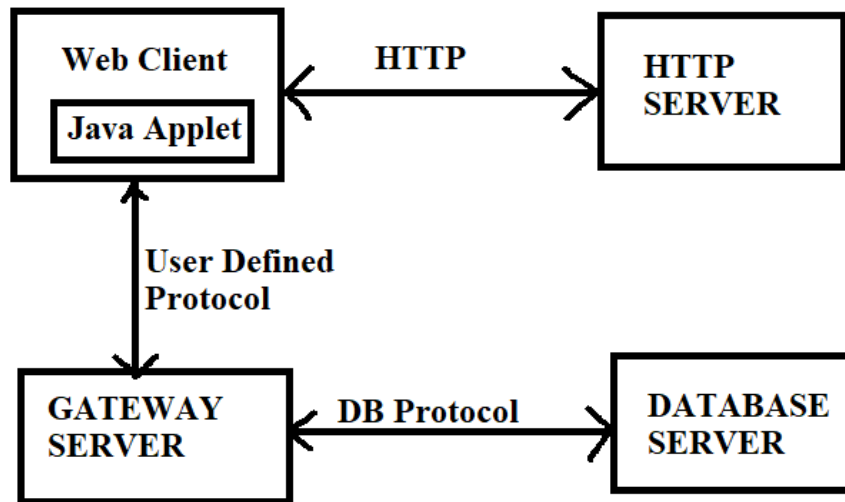 Web Client
Java Applet
HTTP
HTTP
SERVER
User Defined
Protocol
GATEWAY
SERVER
DB Protocol
DATABASE
SERVER